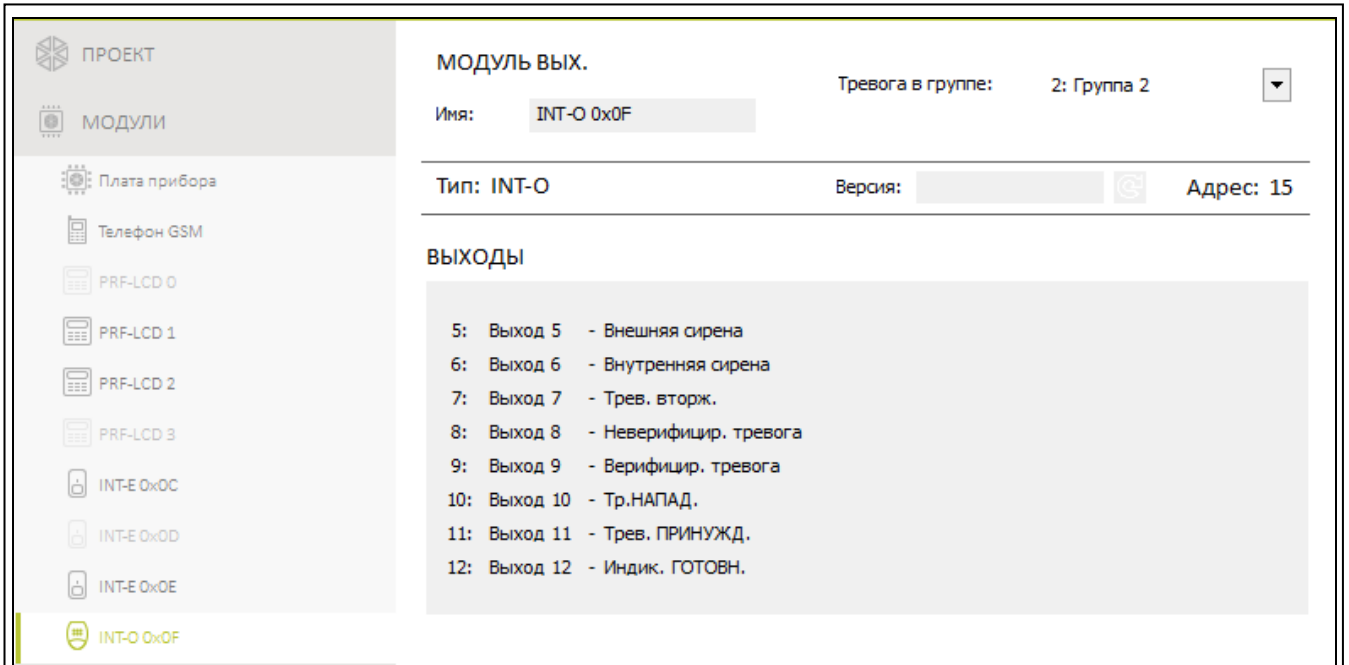 ПРОЕКТ
МОДУЛИ
Плата прибора
Телефон GSM
PRF-LCD 0
PRF-LCD 1
PRF-LCD 2
PRF-LCD 3
INT-E 0x0C
INT-E 0x0D
INT-E 0x0E
INT-O 0x0F
МОДУЛЬ ВЫХ.
Имя: INT-O 0x0F
Тревога в группе: 2: Группа 2
Тип: INT-O Версия: Адрес: 15
ВЫХОДЫ
5: Выход 5 - Внешняя сирена
6: Выход 6 - Внутренняя сирена
7: Выход 7 - Трев. вторж.
8: Выход 8 - Неверифицир. тревога
9: Выход 9 - Верифицир. тревога
10: Выход 10 - Тр.НАПАД.
11: Выход 11 - Трев. ПРИНУЖД.
12: Выход 12 - Индик. ГОТОВН.